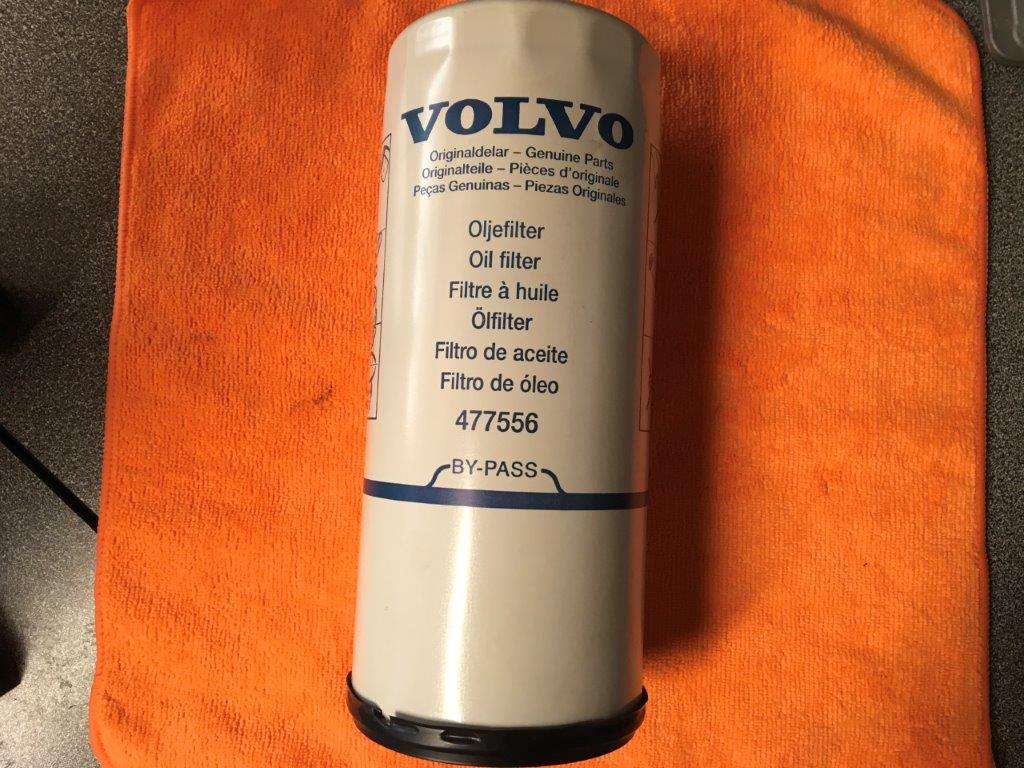 VOLVO
Originaldelar – Genuine Parts
Originalteile – Pièces d'originale
Peças Genuinas – Piezas Originales
Oljefilter
Oil filter
Filtre à huile
Ölfilter
Filtro de aceite
Filtro de óleo
477556
BY-PASS